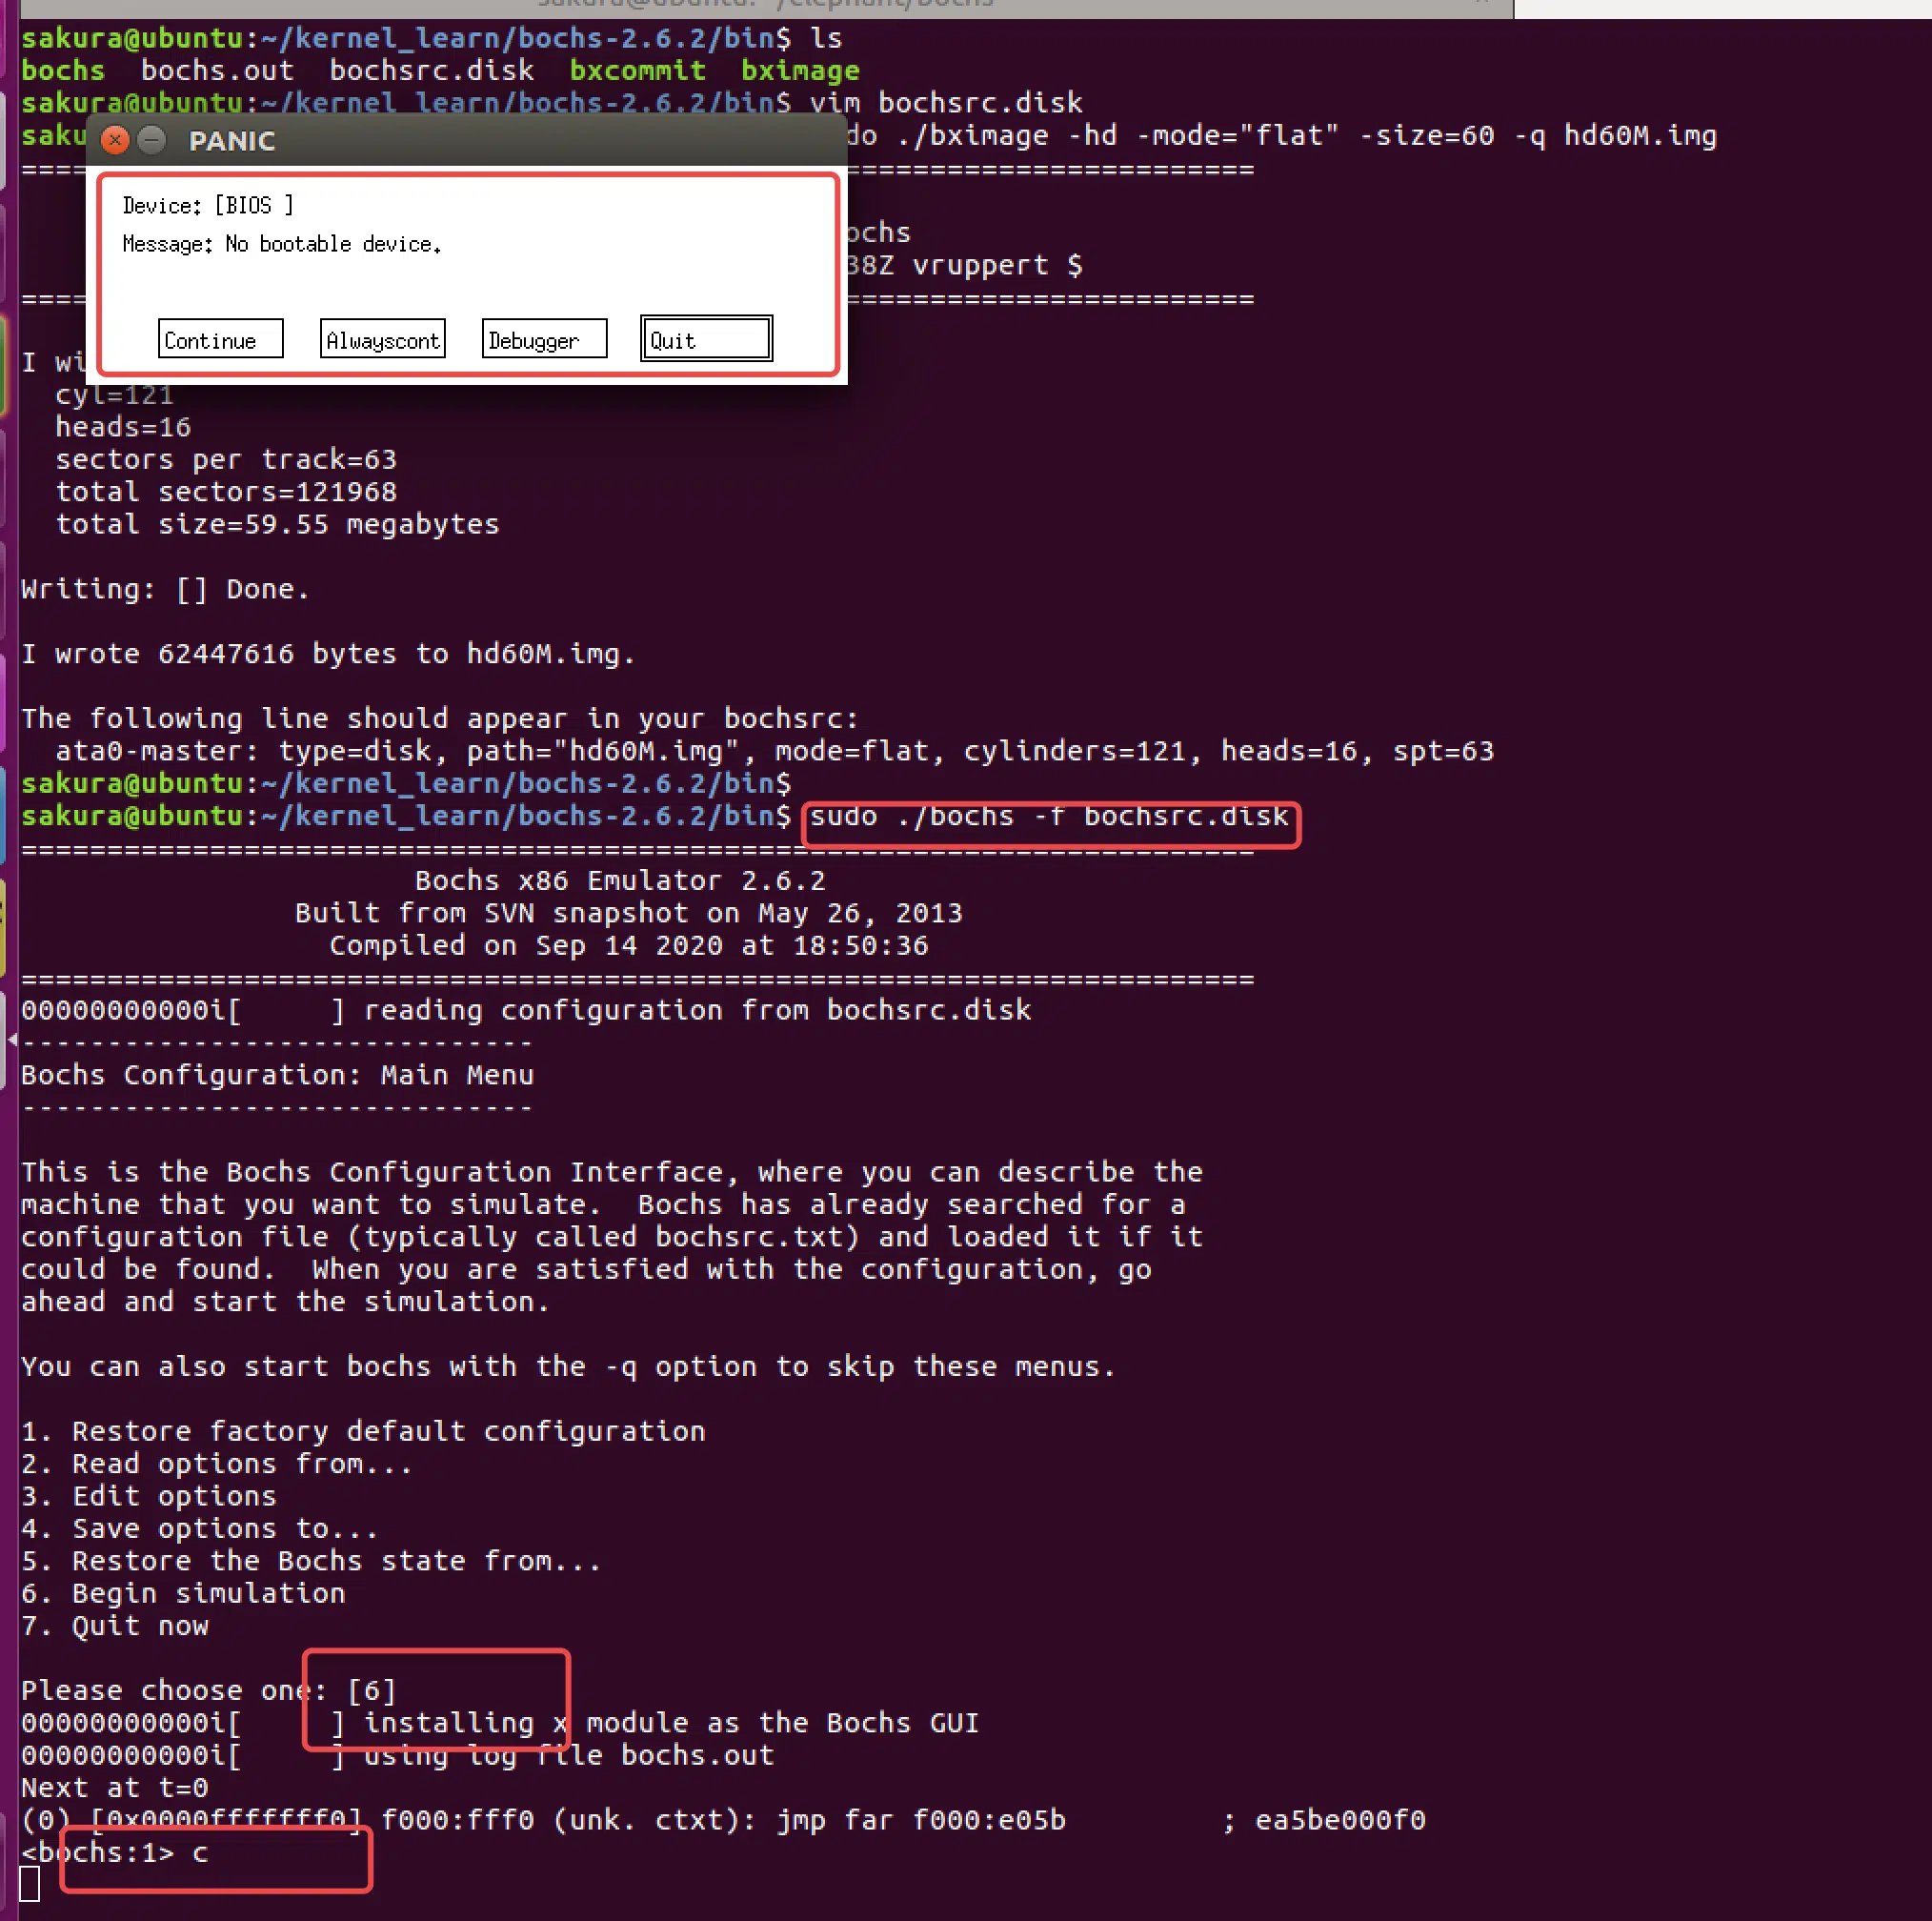 sakura@ubuntu: ~/elephant/bochs
sakura@ubuntu:~/kernel_learn/bochs-2.6.2/bin$ ls
bochs  bochs.out  bochsrc.disk  bxcommit  bximage
sakura@ubuntu:~/kernel_learn/bochs-2.6.2/bin$ vim bochsrc.disk
saku
do ./bximage -hd -mode="flat" -size=60 -q hd60M.img
PANIC
========================================================================
Device: [BIOS ]
Message: No bootable device.
ochs
38Z vruppert $
========================================================================
Continue
Alwayscont
Debugger
Quit
I wi
  cyl=121
  heads=16
  sectors per track=63
  total sectors=121968
  total size=59.55 megabytes
Writing: [] Done.
I wrote 62447616 bytes to hd60M.img.
The following line should appear in your bochsrc:
  ata0-master: type=disk, path="hd60M.img", mode=flat, cylinders=121, heads=16, spt=63
sakura@ubuntu:~/kernel_learn/bochs-2.6.2/bin$
sakura@ubuntu:~/kernel_learn/bochs-2.6.2/bin$ sudo ./bochs -f bochsrc.disk
========================================================================
                       Bochs x86 Emulator 2.6.2
                Built from SVN snapshot on May 26, 2013
                  Compiled on Sep 14 2020 at 18:50:36
========================================================================
00000000000i[     ] reading configuration from bochsrc.disk
------------------------------
Bochs Configuration: Main Menu
------------------------------
This is the Bochs Configuration Interface, where you can describe the
machine that you want to simulate.  Bochs has already searched for a
configuration file (typically called bochsrc.txt) and loaded it if it
could be found.  When you are satisfied with the configuration, go
ahead and start the simulation.
You can also start bochs with the -q option to skip these menus.
1. Restore factory default configuration
2. Read options from...
3. Edit options
4. Save options to...
5. Restore the Bochs state from...
6. Begin simulation
7. Quit now
Please choose one: [6]
00000000000i[     ] installing x module as the Bochs GUI
00000000000i[     ] using log file bochs.out
Next at t=0
(0) [0x0000fffffff0] f000:fff0 (unk. ctxt): jmp far f000:e05b         ; ea5be000f0
<bochs:1> c